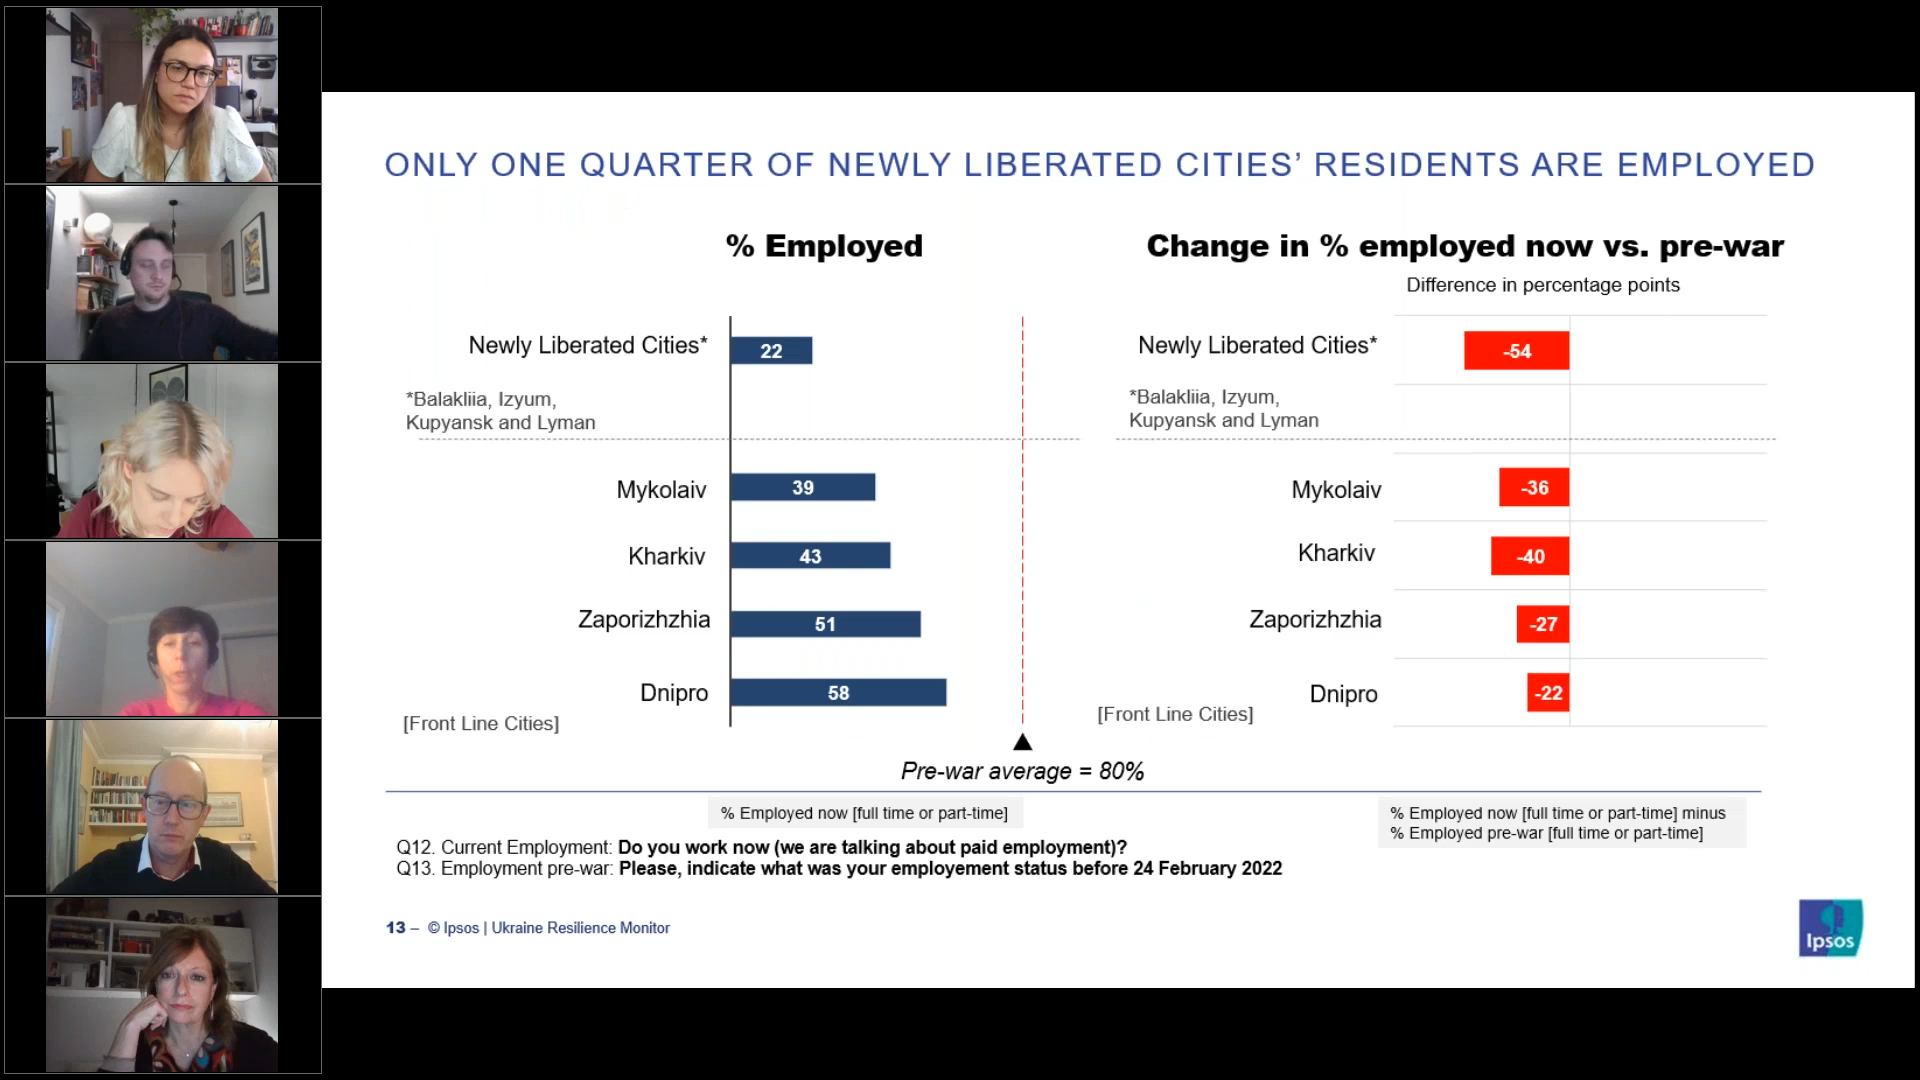 ONLY ONE QUARTER OF NEWLY LIBERATED CITIES’ RESIDENTS ARE EMPLOYED
% Employed
Newly Liberated Cities*
22
*Balakliia, Izyum,
Kupyansk and Lyman
Mykolaiv
39
Kharkiv
43
Zaporizhzhia
51
Dnipro
58
[Front Line Cities]
Pre-war average = 80%
Change in % employed now vs. pre-war
Difference in percentage points
Newly Liberated Cities*
-54
*Balakliia, Izyum,
Kupyansk and Lyman
Mykolaiv
-36
Kharkiv
-40
Zaporizhzhia
-27
Dnipro
-22
[Front Line Cities]
% Employed now [full time or part-time]
% Employed now [full time or part-time] minus
% Employed pre-war [full time or part-time]
Q12. Current Employment: Do you work now (we are talking about paid employment)?
Q13. Employment pre-war: Please, indicate what was your employement status before 24 February 2022
13 – © Ipsos | Ukraine Resilience Monitor
Ipsos